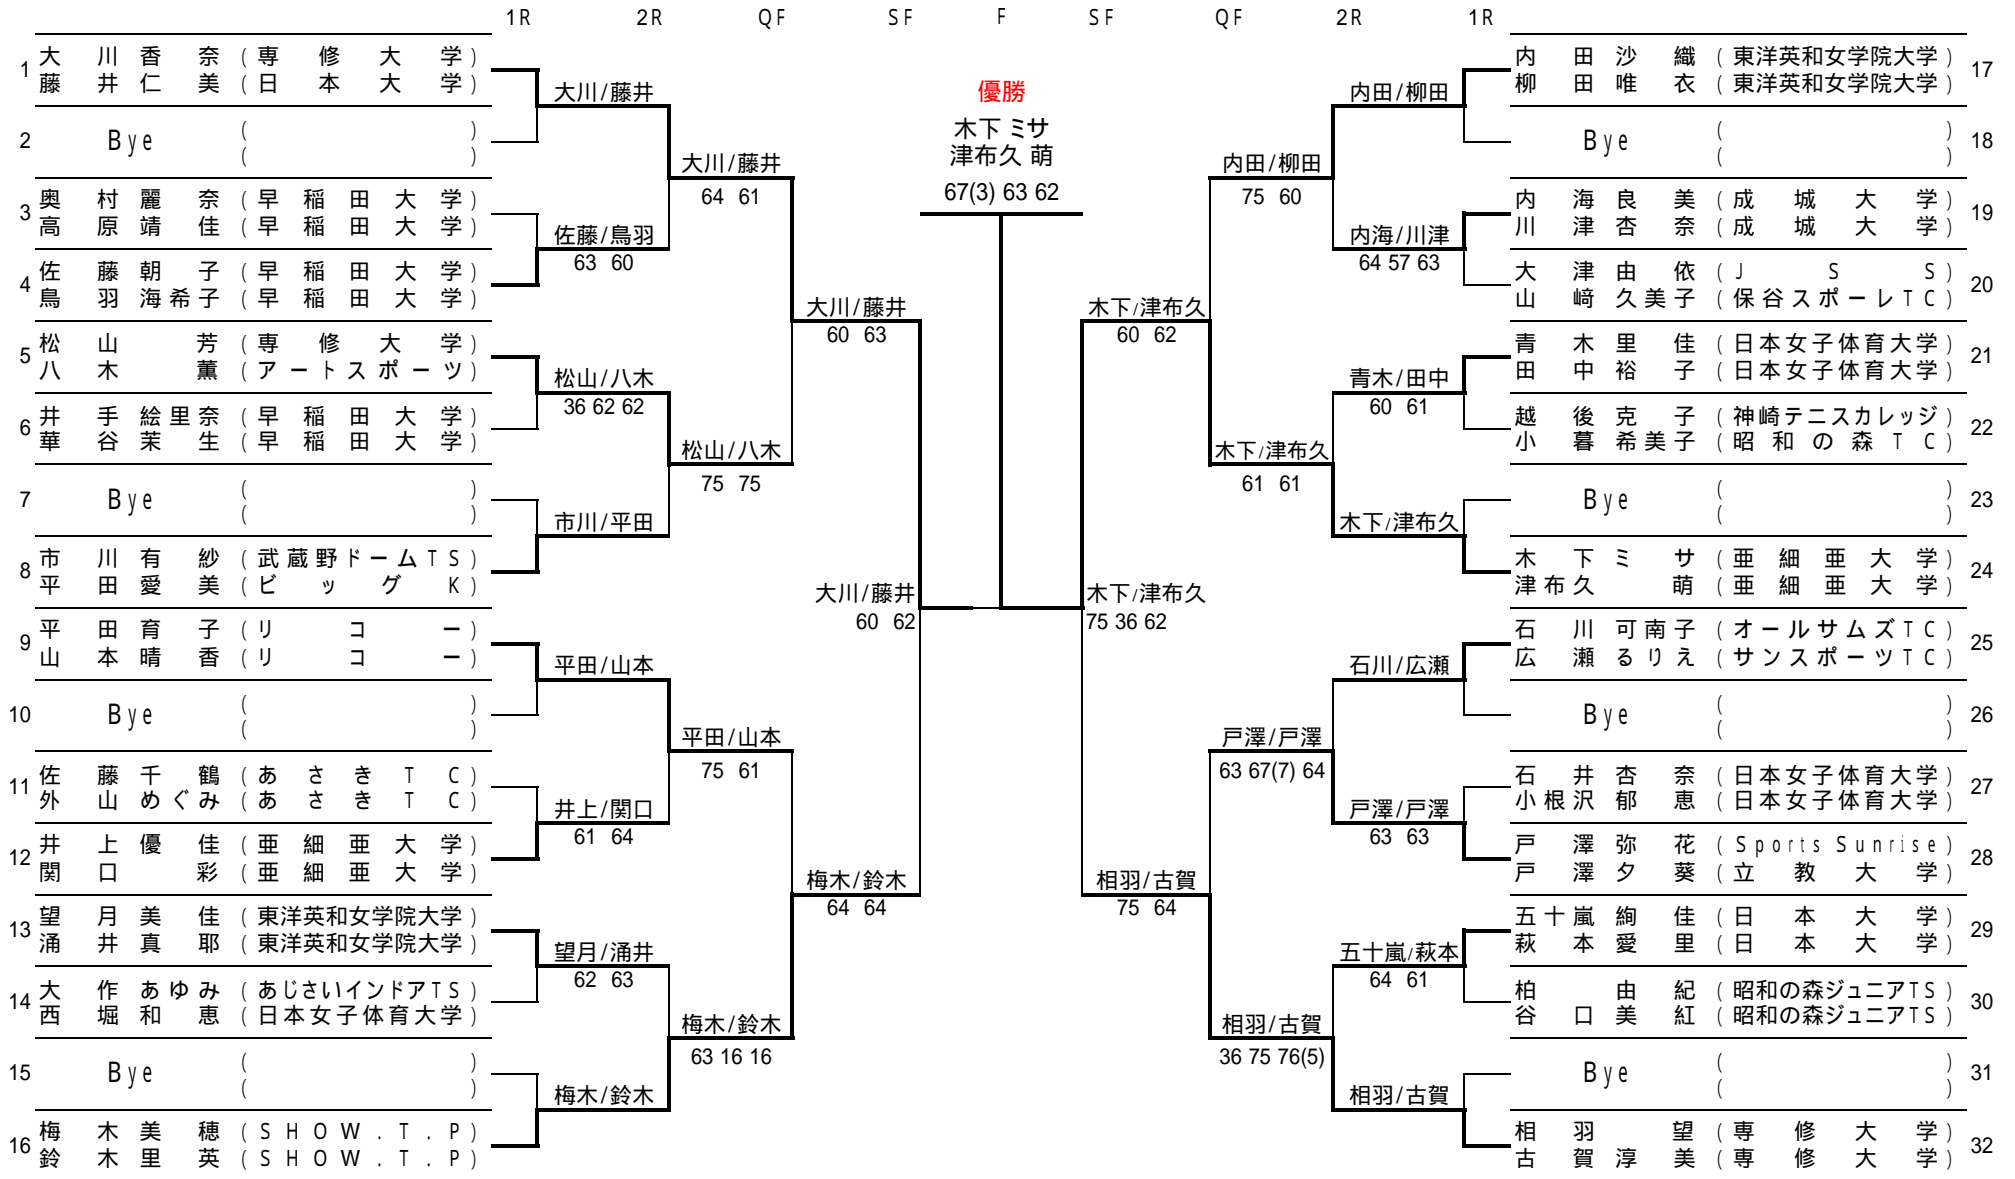 1R 2R QF SF F SF QF 2R 1R
1 大川香奈 (専修大学)
藤井仁美 (日本大学)
2 Bye ( )
( )
3 奥村麗奈 (早稲田大学)
高原靖佳 (早稲田大学)
4 佐藤朝子 (早稲田大学)
鳥羽海希子 (早稲田大学)
5 松山芳 (専修大学)
八木薫 (アートスポーツ)
6 井手絵里奈 (早稲田大学)
華谷茉生 (早稲田大学)
7 Bye ( )
( )
8 市川有紗 (武蔵野ドームTS)
平田愛美 (ビッグK)
9 平田育子 (リコー)
山本晴香 (リコー)
10 Bye ( )
( )
11 佐藤千鶴 (あさきTC)
外山めぐみ (あさきTC)
12 井上優佳 (亜細亜大学)
関口彩 (亜細亜大学)
13 望月美佳 (東洋英和女学院大学)
涌井真耶 (東洋英和女学院大学)
14 大作あゆみ (あじさいインドアTS)
西堀和恵 (日本女子体育大学)
15 Bye ( )
( )
16 梅木美穂 (SHOW.T.P)
鈴木里英 (SHOW.T.P)
大川/藤井
佐藤/鳥羽
63 60
松山/八木
36 62 62
市川/平田
平田/山本
井上/関口
61 64
望月/涌井
62 63
梅木/鈴木
大川/藤井
64 61
松山/八木
75 75
平田/山本
75 61
梅木/鈴木
63 16 16
大川/藤井
60 63
梅木/鈴木
64 64
大川/藤井
60 62
優勝
木下 ミサ
津布久 萌
67(3) 63 62
木下/津布久
75 36 62
木下/津布久
60 62
相羽/古賀
75 64
内田/柳田
75 60
木下/津布久
61 61
戸澤/戸澤
63 67(7) 64
相羽/古賀
36 75 76(5)
内田/柳田
内海/川津
64 57 63
青木/田中
60 61
木下/津布久
石川/広瀬
戸澤/戸澤
63 63
五十嵐/萩本
64 61
相羽/古賀
内田沙織 (東洋英和女学院大学) 17
柳田唯衣 (東洋英和女学院大学)
Bye ( ) 18
( )
内海良美 (成城大学) 19
川津杏奈 (成城大学)
大津由依 (JSS) 20
山﨑久美子 (保谷スポーレTC)
青木里佳 (日本女子体育大学) 21
田中裕子 (日本女子体育大学)
越後克子 (神崎テニスカレッジ) 22
小暮希美子 (昭和の森TC)
Bye ( ) 23
( )
木下ミサ (亜細亜大学) 24
津布久萌 (亜細亜大学)
石川可南子 (オールサムズTC) 25
広瀬るりえ (サンスポーツTC)
Bye ( ) 26
( )
石井杏奈 (日本女子体育大学) 27
小根沢郁恵 (日本女子体育大学)
戸澤弥花 (Sports Sunrise) 28
戸澤夕葵 (立教大学)
五十嵐絢佳 (日本大学) 29
萩本愛里 (日本大学)
柏由紀 (昭和の森ジュニアTS) 30
谷口美紅 (昭和の森ジュニアTS)
Bye ( ) 31
( )
相羽望 (専修大学) 32
古賀淳美 (専修大学)